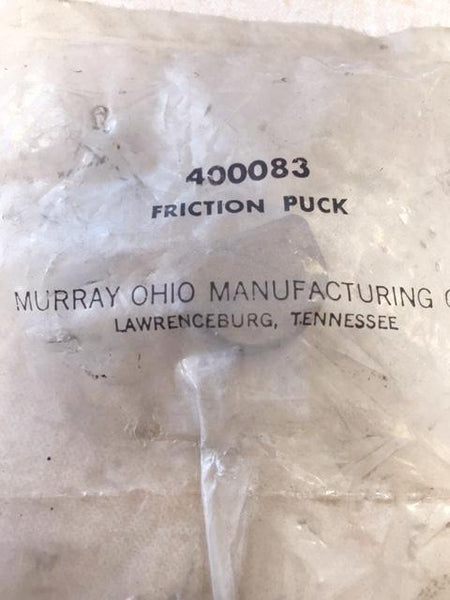 400083
FRICTION PUCK
MURRAY OHIO MANUFACTURING
LAWRENCEBURG, TENNESSEE